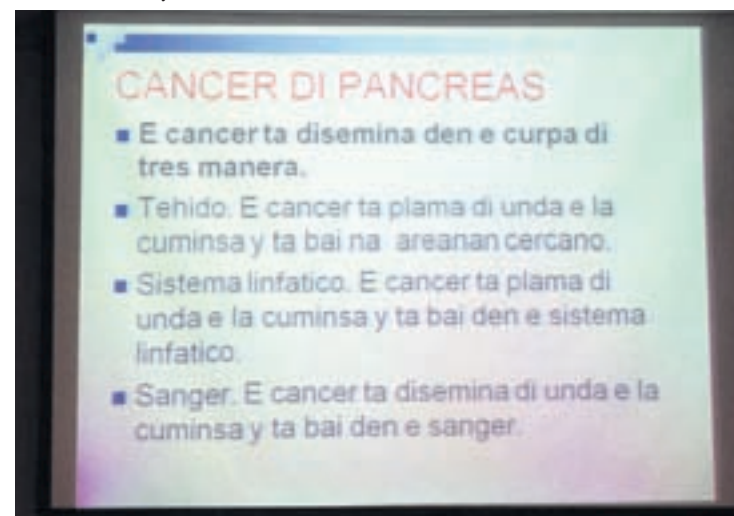 CANCER DI PANCREAS
E cancer ta disemina den e curpa di
tres manera.
Tehido. E cancer ta plama di unda e la
cuminsa y ta bai na areanan cercano.
Sistema linfatico. E cancer ta plama di
unda e la cuminsa y ta bai den e sistema
linfatico.
Sanger. E cancer ta disemina di unda e la
cuminsa y ta bai den e sanger.